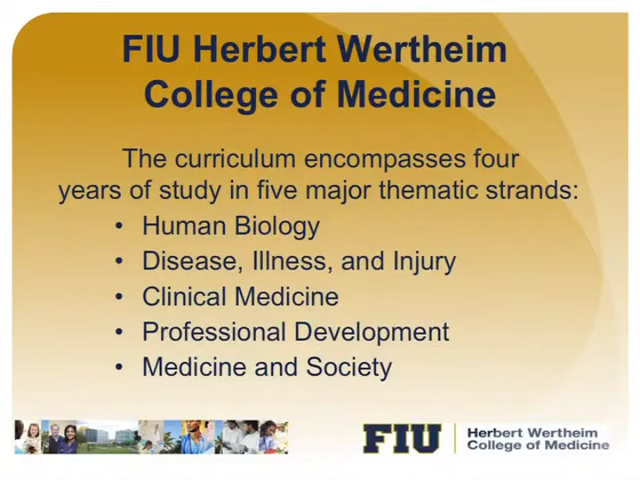 FIU Herbert Wertheim
College of Medicine
The curriculum encompasses four
years of study in five major thematic strands:
• Human Biology
• Disease, Illness, and Injury
• Clinical Medicine
• Professional Development
• Medicine and Society
FIU
Herbert Wertheim
College of Medicine